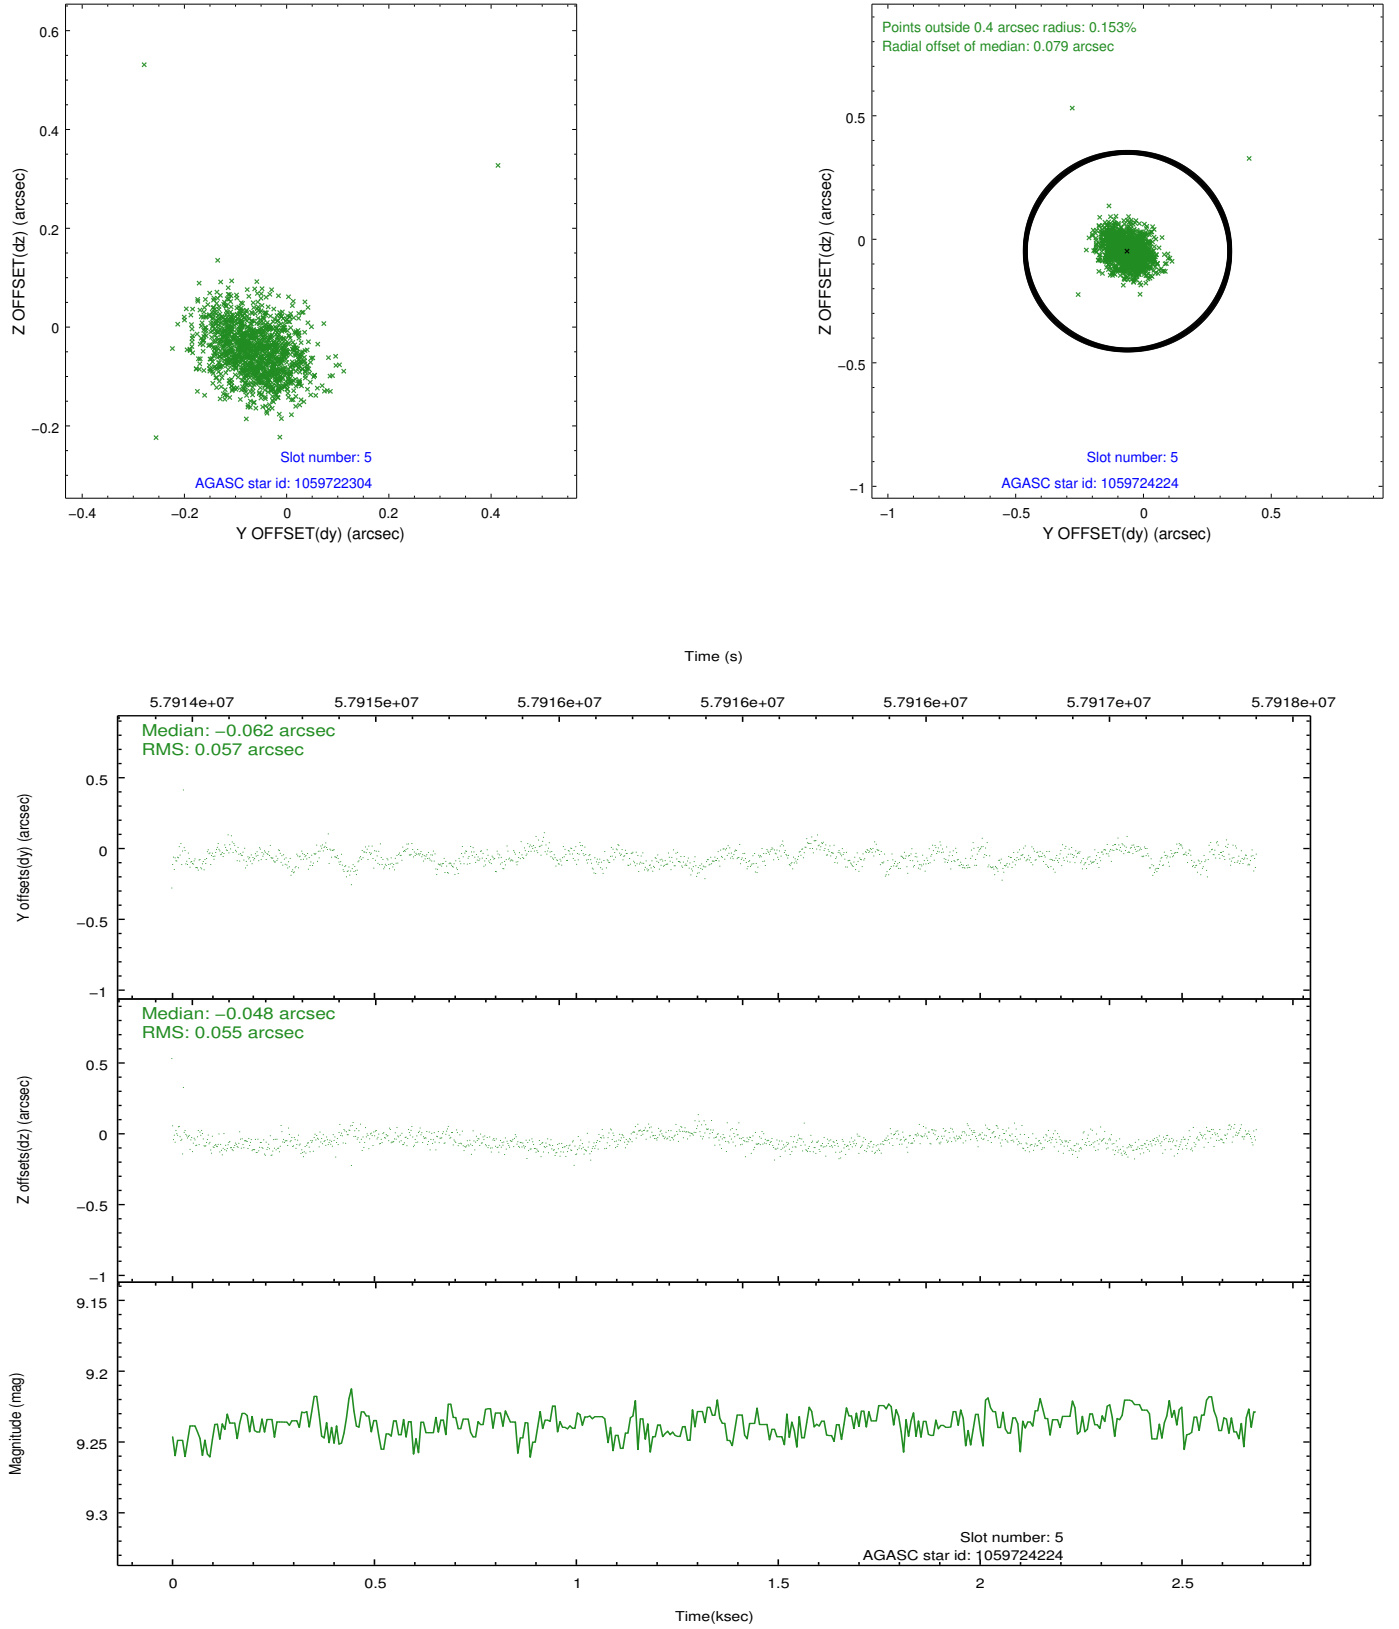 0.6
0.4
0.2
0
−0.2
−0.4
−0.2
0
0.2
0.4
Z OFFSET(dz) (arcsec)
Y OFFSET(dy) (arcsec)
Slot number: 5
AGASC star id: 1059722304
Points outside 0.4 arcsec radius: 0.153%
Radial offset of median: 0.079 arcsec
0.5
0
−0.5
−1
−1
−0.5
0
0.5
Z OFFSET(dz) (arcsec)
Y OFFSET(dy) (arcsec)
Slot number: 5
AGASC star id: 1059724224
Time (s)
5.7914e+07 5.7915e+07 5.7916e+07 5.7916e+07 5.7916e+07 5.7917e+07 5.7918e+07
Median: −0.062 arcsec
RMS: 0.057 arcsec
0.5
0
−0.5
−1
Y offsets(dy) (arcsec)
Median: −0.048 arcsec
RMS: 0.055 arcsec
0.5
0
−0.5
−1
Z offsets(dz) (arcsec)
9.15
9.2
9.25
9.3
Magnitude (mag)
Slot number: 5
AGASC star id: 1059724224
0 0.5 1 1.5 2 2.5
Time(ksec)